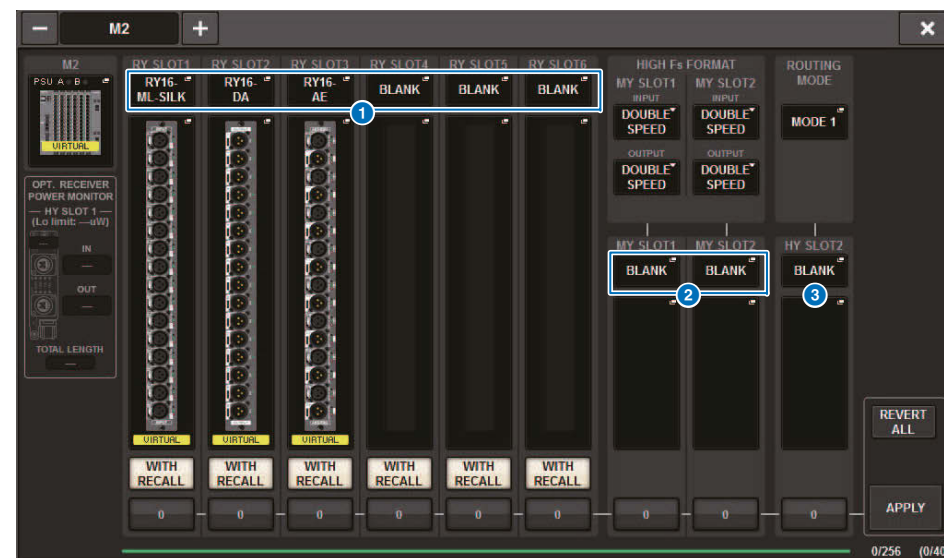 M2
M2
RY SLOT1 RY SLOT2 RY SLOT3 RY SLOT4 RY SLOT5 RY SLOT6
HIGH Fs FORMAT
ROUTING
MODE
PSU A B
RY16-
ML-SILK
RY16-
DA
RY16-
AE
BLANK
BLANK
BLANK
MY SLOT1 MY SLOT2
INPUT INPUT
DOUBLE
SPEED
DOUBLE
SPEED
MODE 1
1
VIRTUAL
OUTPUT OUTPUT
DOUBLE
SPEED
DOUBLE
SPEED
OPT. RECEIVER
POWER MONITOR
HY SLOT 1
(Lo limit: ---uW)
IN
OUT
TOTAL LENGTH
MY SLOT1 MY SLOT2 HY SLOT2
BLANK BLANK BLANK
2 3
VIRTUAL VIRTUAL VIRTUAL
WITH
RECALL
WITH
RECALL
WITH
RECALL
WITH
RECALL
WITH
RECALL
WITH
RECALL
REVERT
ALL
0 0 0 0 0 0 0 0 0
APPLY
0/256 (0/40